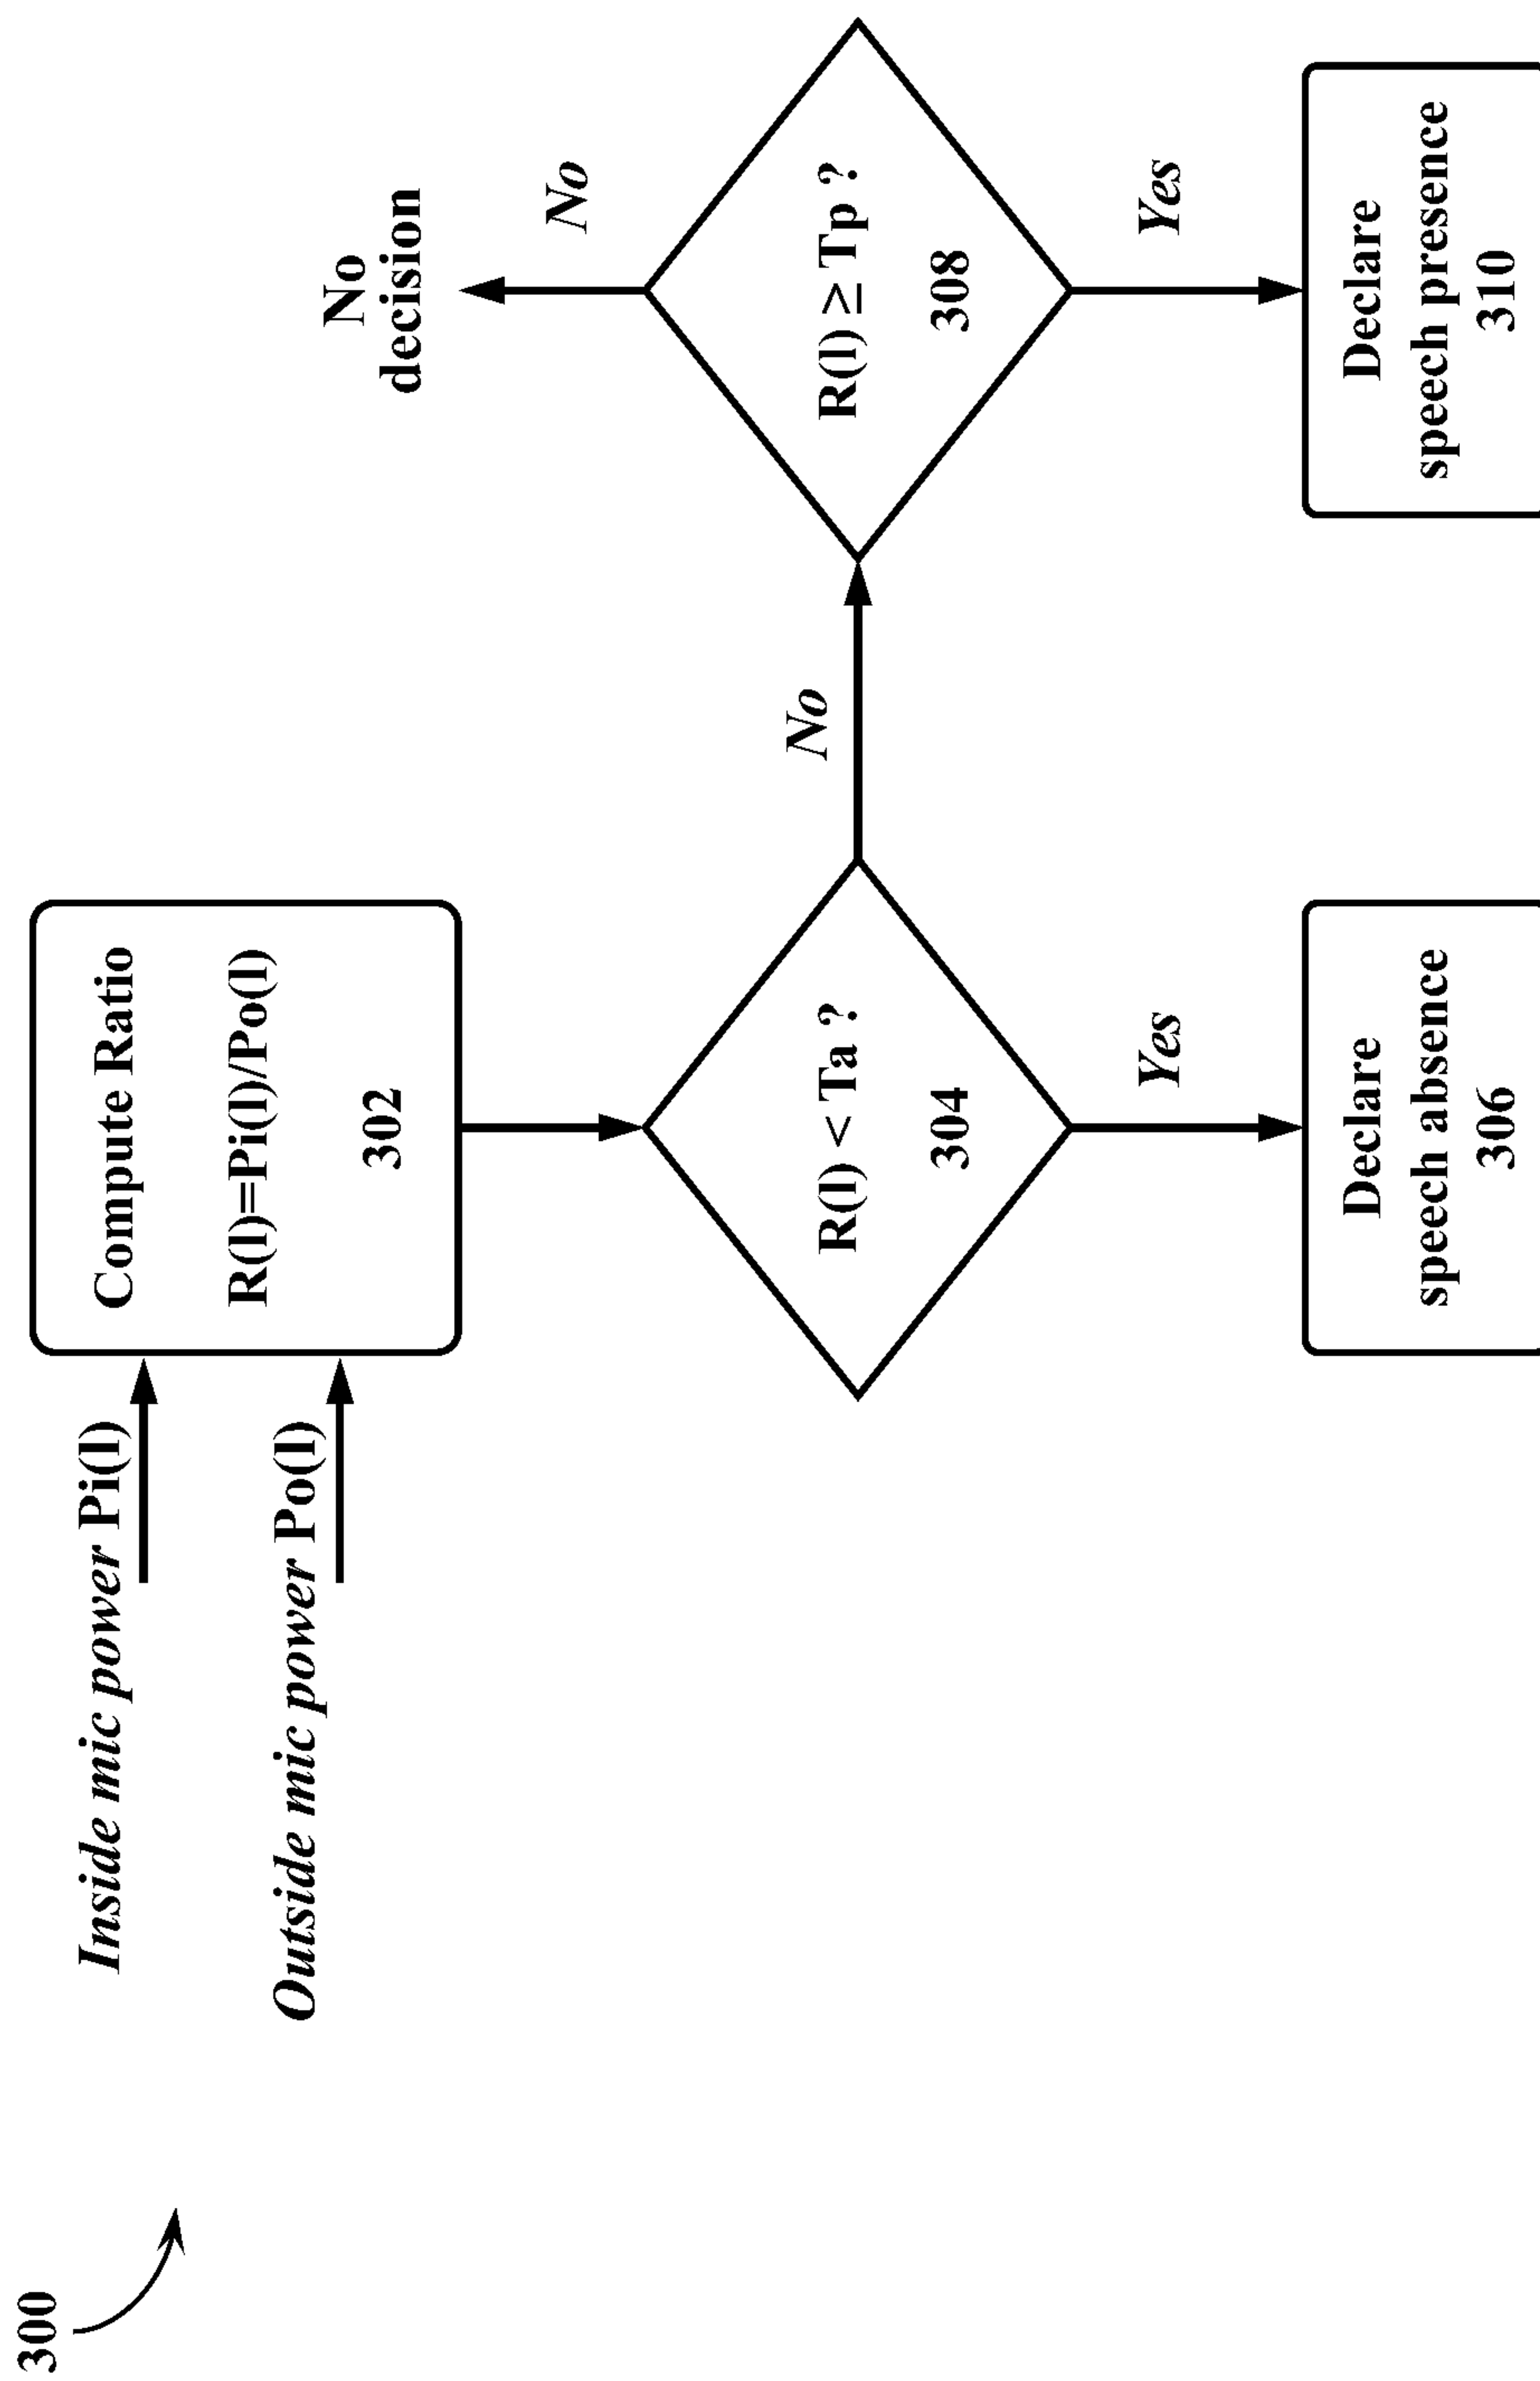 300
Inside mic power Pi(l)
Outside mic power Po(l)
Compute Ratio
R(l)=Pi(l)/Po(l)
302
R(l) < Ta ?
304
Yes
Declare
speech absence
306
No
R(l) ≥ Tp ?
308
No
No
decision
Yes
Declare
speech presence
310